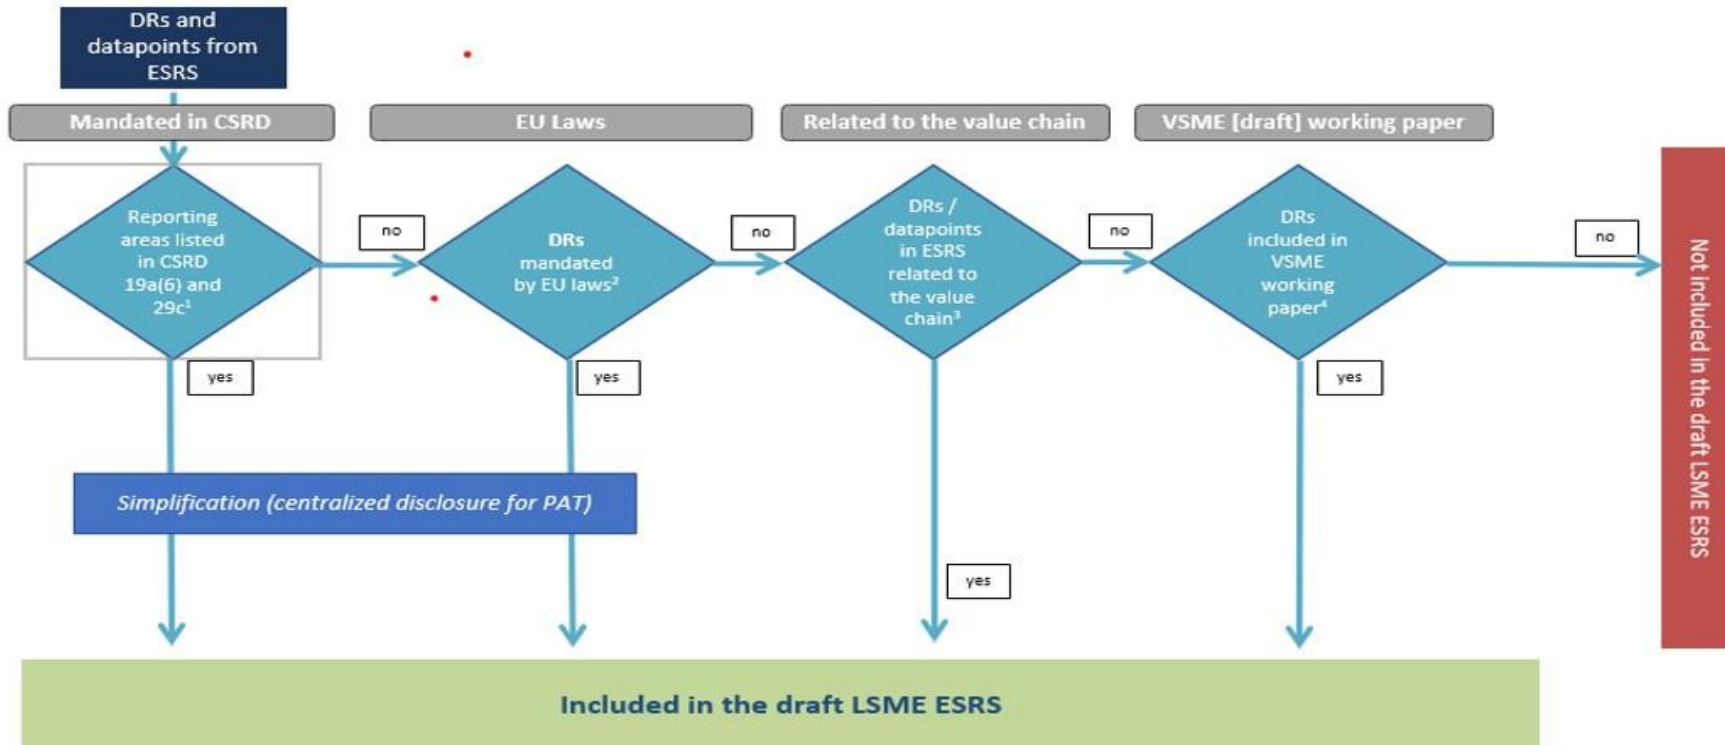 DRs and
datapoints from
ESRS
Mandated in CSRD
EU Laws
Related to the value chain
VSME [draft] working paper
Reporting
areas listed
in CSRD
19a(6) and
29c¹
no
DRs
mandated
by EU laws²
no
DRs /
datapoints
in ESRS
related to
the value
chain³
no
DRs
included in
VSME
working
paper⁴
no
Not included in the draft LSME ESRS
yes
yes
yes
yes
Simplification (centralized disclosure for PAT)
Included in the draft LSME ESRS